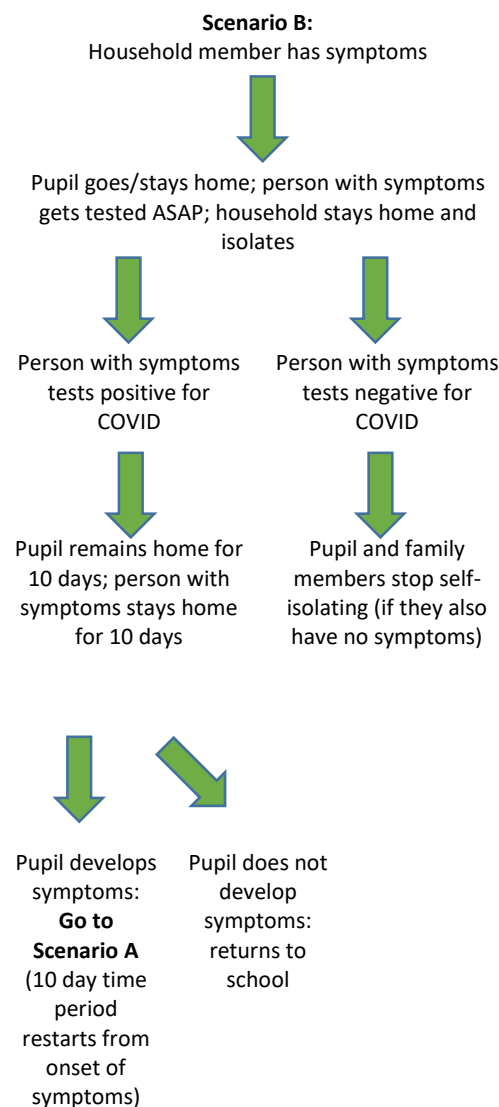 Scenario B:
Household member has symptoms
Pupil goes/stays home; person with symptoms
gets tested ASAP; household stays home and
isolates
Person with symptoms
tests positive for
COVID
Person with symptoms
tests negative for
COVID
Pupil remains home for
10 days; person with
symptoms stays home
for 10 days
Pupil and family
members stop self-
isolating (if they also
have no symptoms)
Pupil develops
symptoms:
Go to
Scenario A
(10 day time
period
restarts from
onset of
symptoms)
Pupil does not
develop
symptoms:
returns to
school